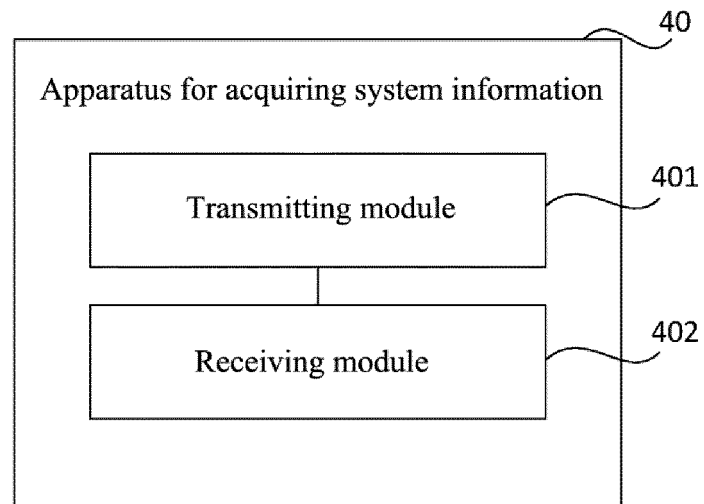 40
Apparatus for acquiring system information
Transmitting module
401
Receiving module
402